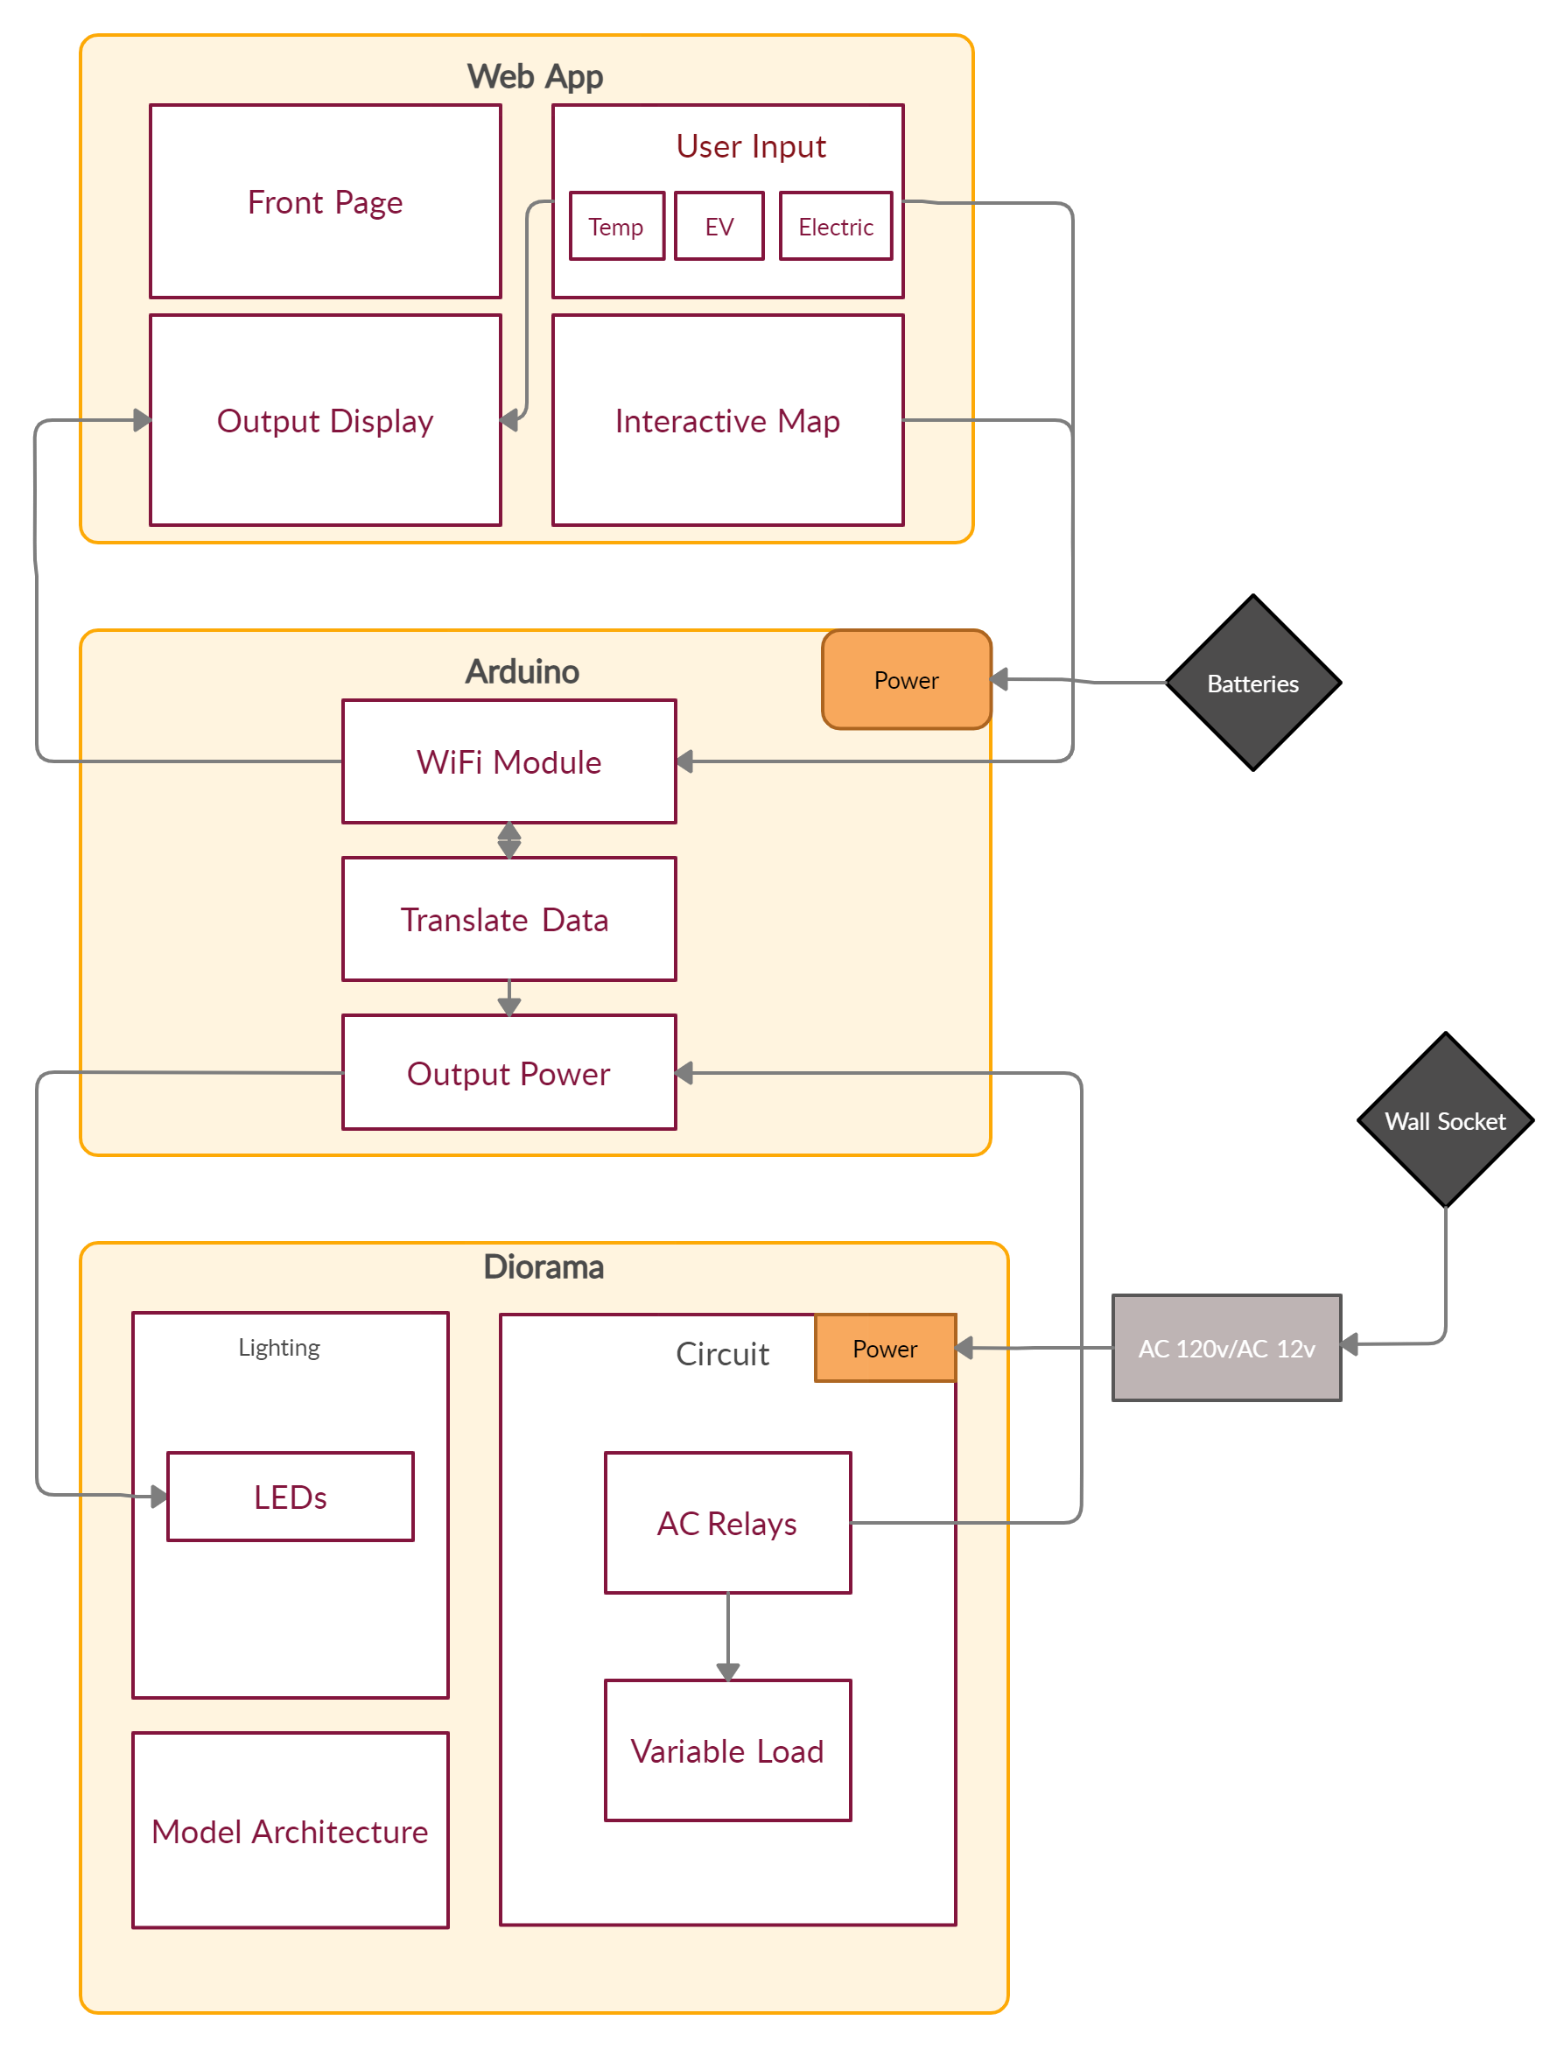 Web App
Front Page
User Input
Temp
EV
Electric
Output Display
Interactive Map
Arduino
Power
Batteries
WiFi Module
Translate Data
Output Power
Wall Socket
Diorama
Lighting
Circuit
Power
AC 120v/AC 12v
LEDs
AC Relays
Variable Load
Model Architecture